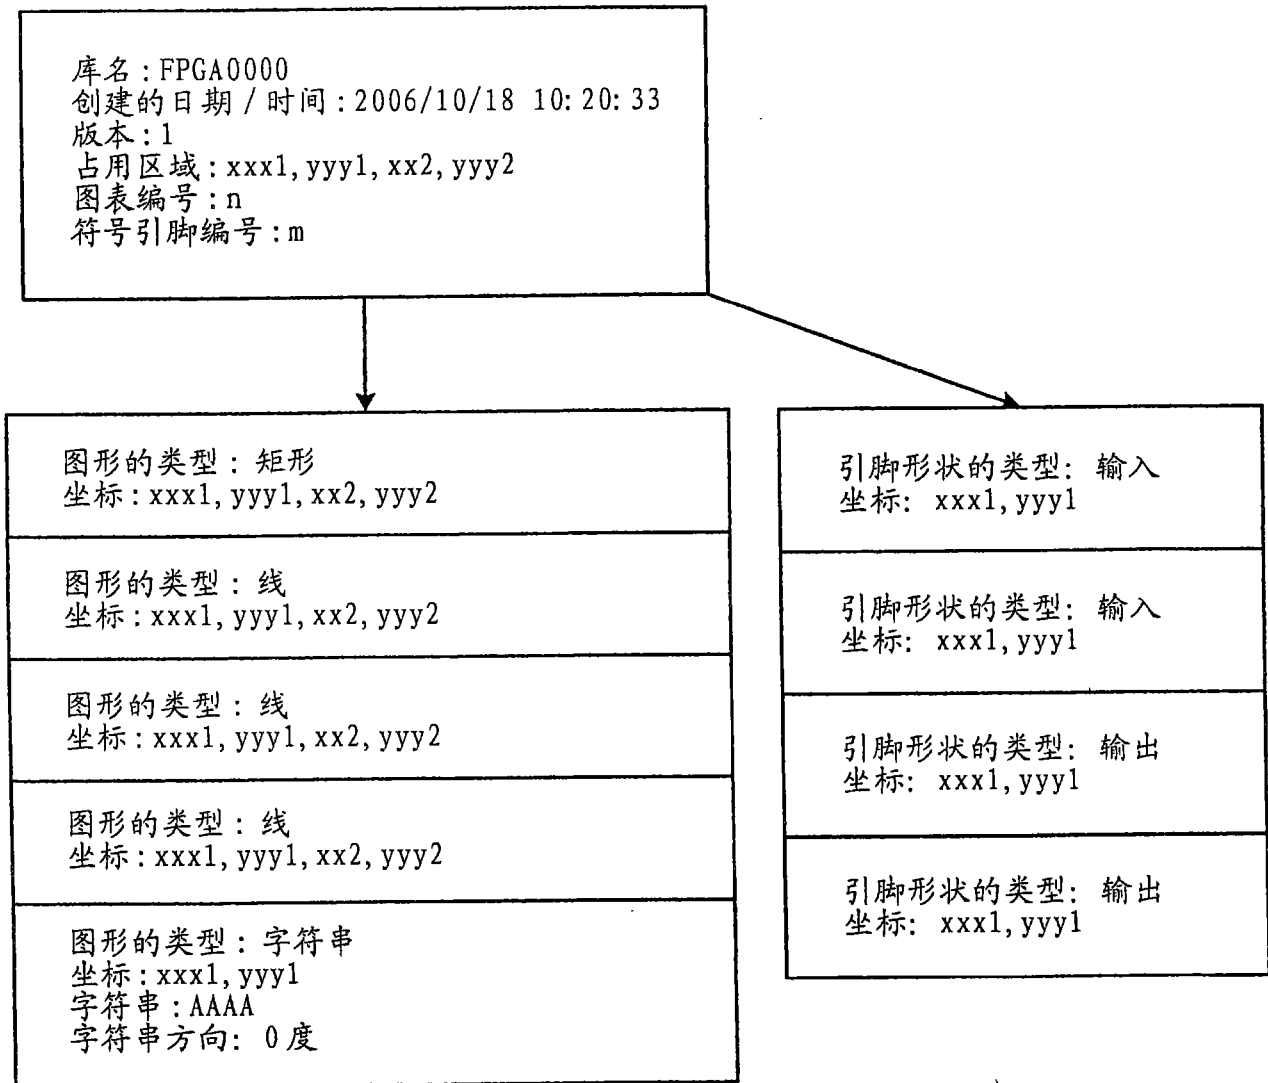 库名:FPGA0000
创建的日期/时间:2006/10/18 10:20:33
版本:1
占用区域:xxx1,yyy1,xx2,yyy2
图表编号:n
符号引脚编号:m
图形的类型:矩形
坐标:xxx1,yyy1,xx2,yyy2
图形的类型:线
坐标:xxx1,yyy1,xx2,yyy2
图形的类型:线
坐标:xxx1,yyy1,xx2,yyy2
图形的类型:线
坐标:xxx1,yyy1,xx2,yyy2
图形的类型:字符串
坐标:xxx1,yyy1
字符串:AAAA
字符串方向: 0度
引脚形状的类型: 输入
坐标: xxx1,yyy1
引脚形状的类型: 输入
坐标: xxx1,yyy1
引脚形状的类型: 输出
坐标: xxx1,yyy1
引脚形状的类型: 输出
坐标: xxx1,yyy1